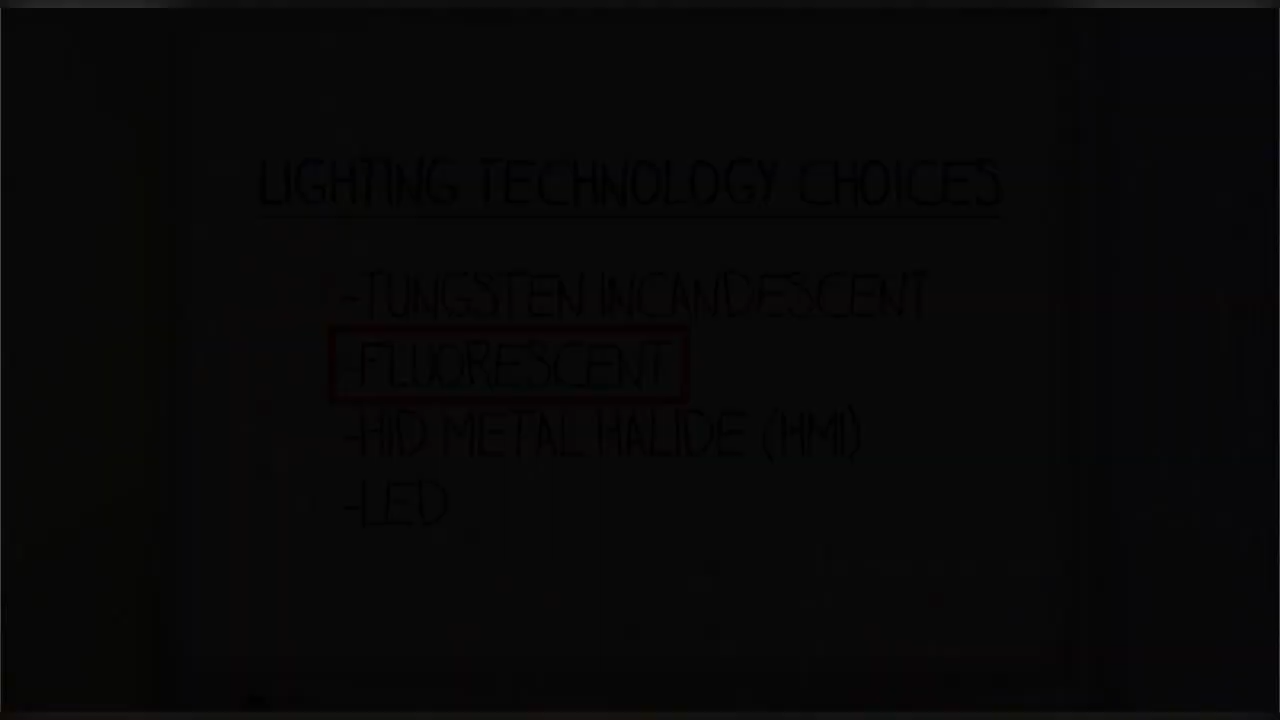 LIGHTING TECHNOLOGY CHOICES
-TUNGSTEN INCANDESCENT
-FLUORESCENT
-HID METAL HALIDE (HMI)
-LED